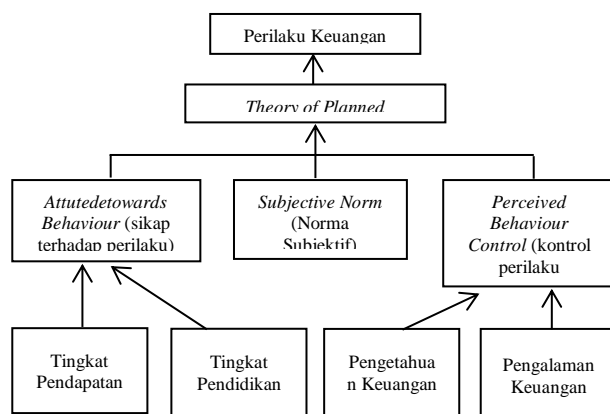 Perilaku Keuangan
Theory of Planned
Attutedetowards
Behaviour (sikap
terhadap perilaku)
Subjective Norm
(Norma
Subjektif)
Perceived
Behaviour
Control (kontrol
perilaku
Tingkat
Pendapatan
Tingkat
Pendidikan
Pengetahua
n Keuangan
Pengalaman
Keuangan